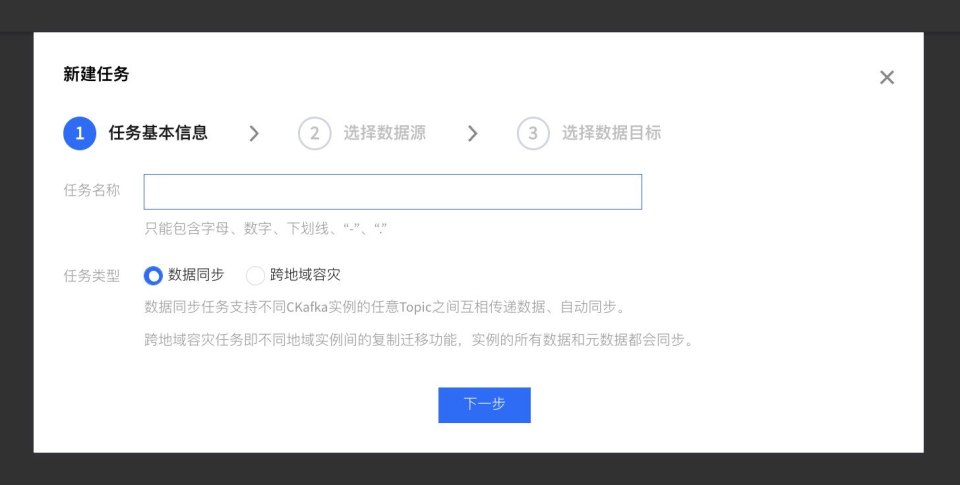 新建任务
1 任务基本信息 2 选择数据源 3 选择数据目标
任务名称
只能包含字母、数字、下划线、“-”、“.”
任务类型 数据同步 跨地域容灾
数据同步任务支持不同CKafka实例的任意Topic之间互相传递数据、自动同步。
跨地域容灾任务即不同地域实例间的复制迁移功能，实例的所有数据和元数据都会同步。
下一步